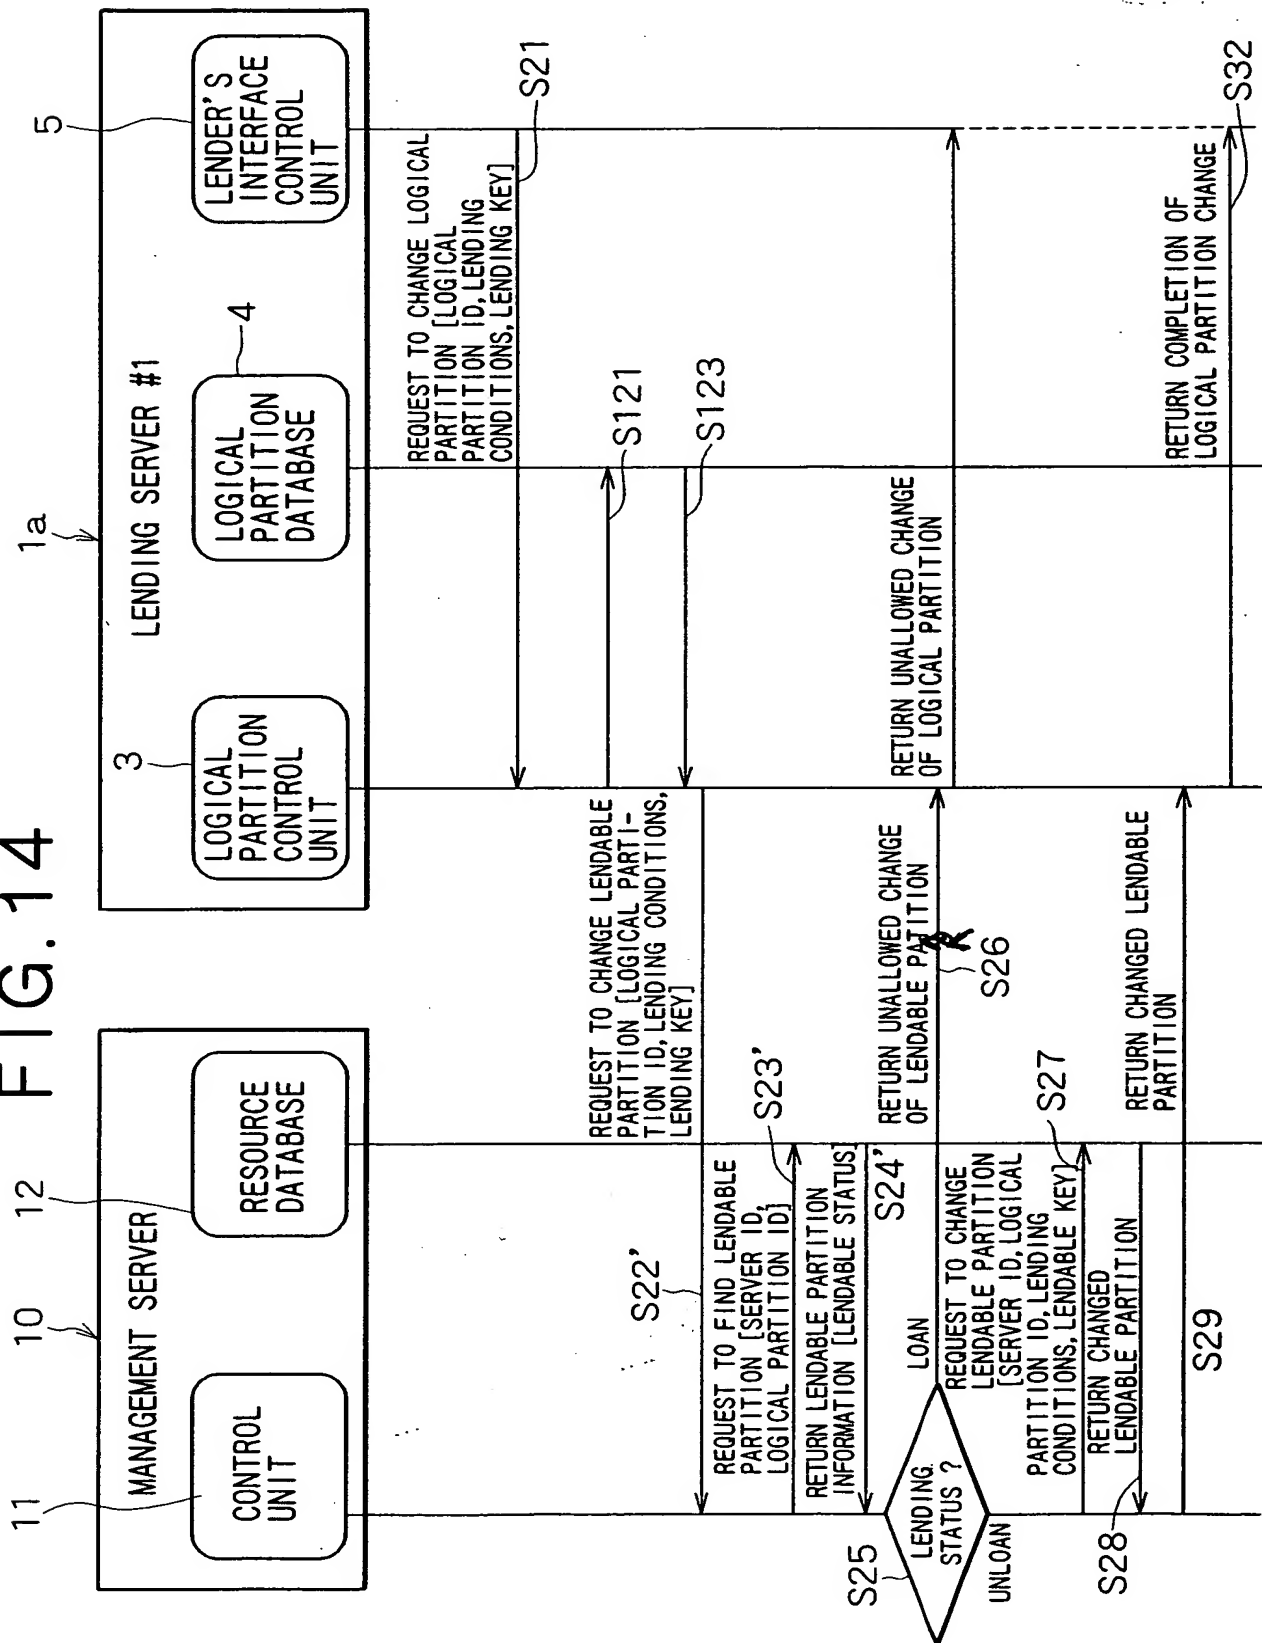 FIG.14
10
MANAGEMENT SERVER
11
CONTROL
UNIT
12
RESOURCE
DATABASE
1a
LENDING SERVER #1
3
LOGICAL
PARTITION
CONTROL
UNIT
4
LOGICAL
PARTITION
DATABASE
5
LENDER'S
INTERFACE
CONTROL
UNIT
REQUEST TO CHANGE LOGICAL
PARTITION [LOGICAL
PARTITION ID,LENDING
CONDITIONS,LENDING KEY]
S21
S121
S123
REQUEST TO CHANGE LENDABLE
PARTITION [LOGICAL PARTI-
TION ID,LENDING CONDITIONS,
LENDING KEY]
S22'
REQUEST TO FIND LENDABLE
PARTITION [SERVER ID,
LOGICAL PARTITION ID]
S23'
RETURN LENDABLE PARTITION
INFORMATION [LENDABLE STATUS]
S24'
S25
LENDING
STATUS ?
LOAN
UNLOAN
RETURN UNALLOWED CHANGE
OF LENDABLE PATITION
R
S26
RETURN UNALLOWED CHANGE
OF LOGICAL PARTITION
REQUEST TO CHANGE
LENDABLE PARTITION
[SERVER ID,LOGICAL
PARTITION ID,LENDING
CONDITIONS,LENDABLE KEY]
S27
RETURN CHANGED
LENDABLE PARTITION
S28
RETURN CHANGED LENDABLE
PARTITION
S29
RETURN COMPLETION OF
LOGICAL PARTITION CHANGE
S32